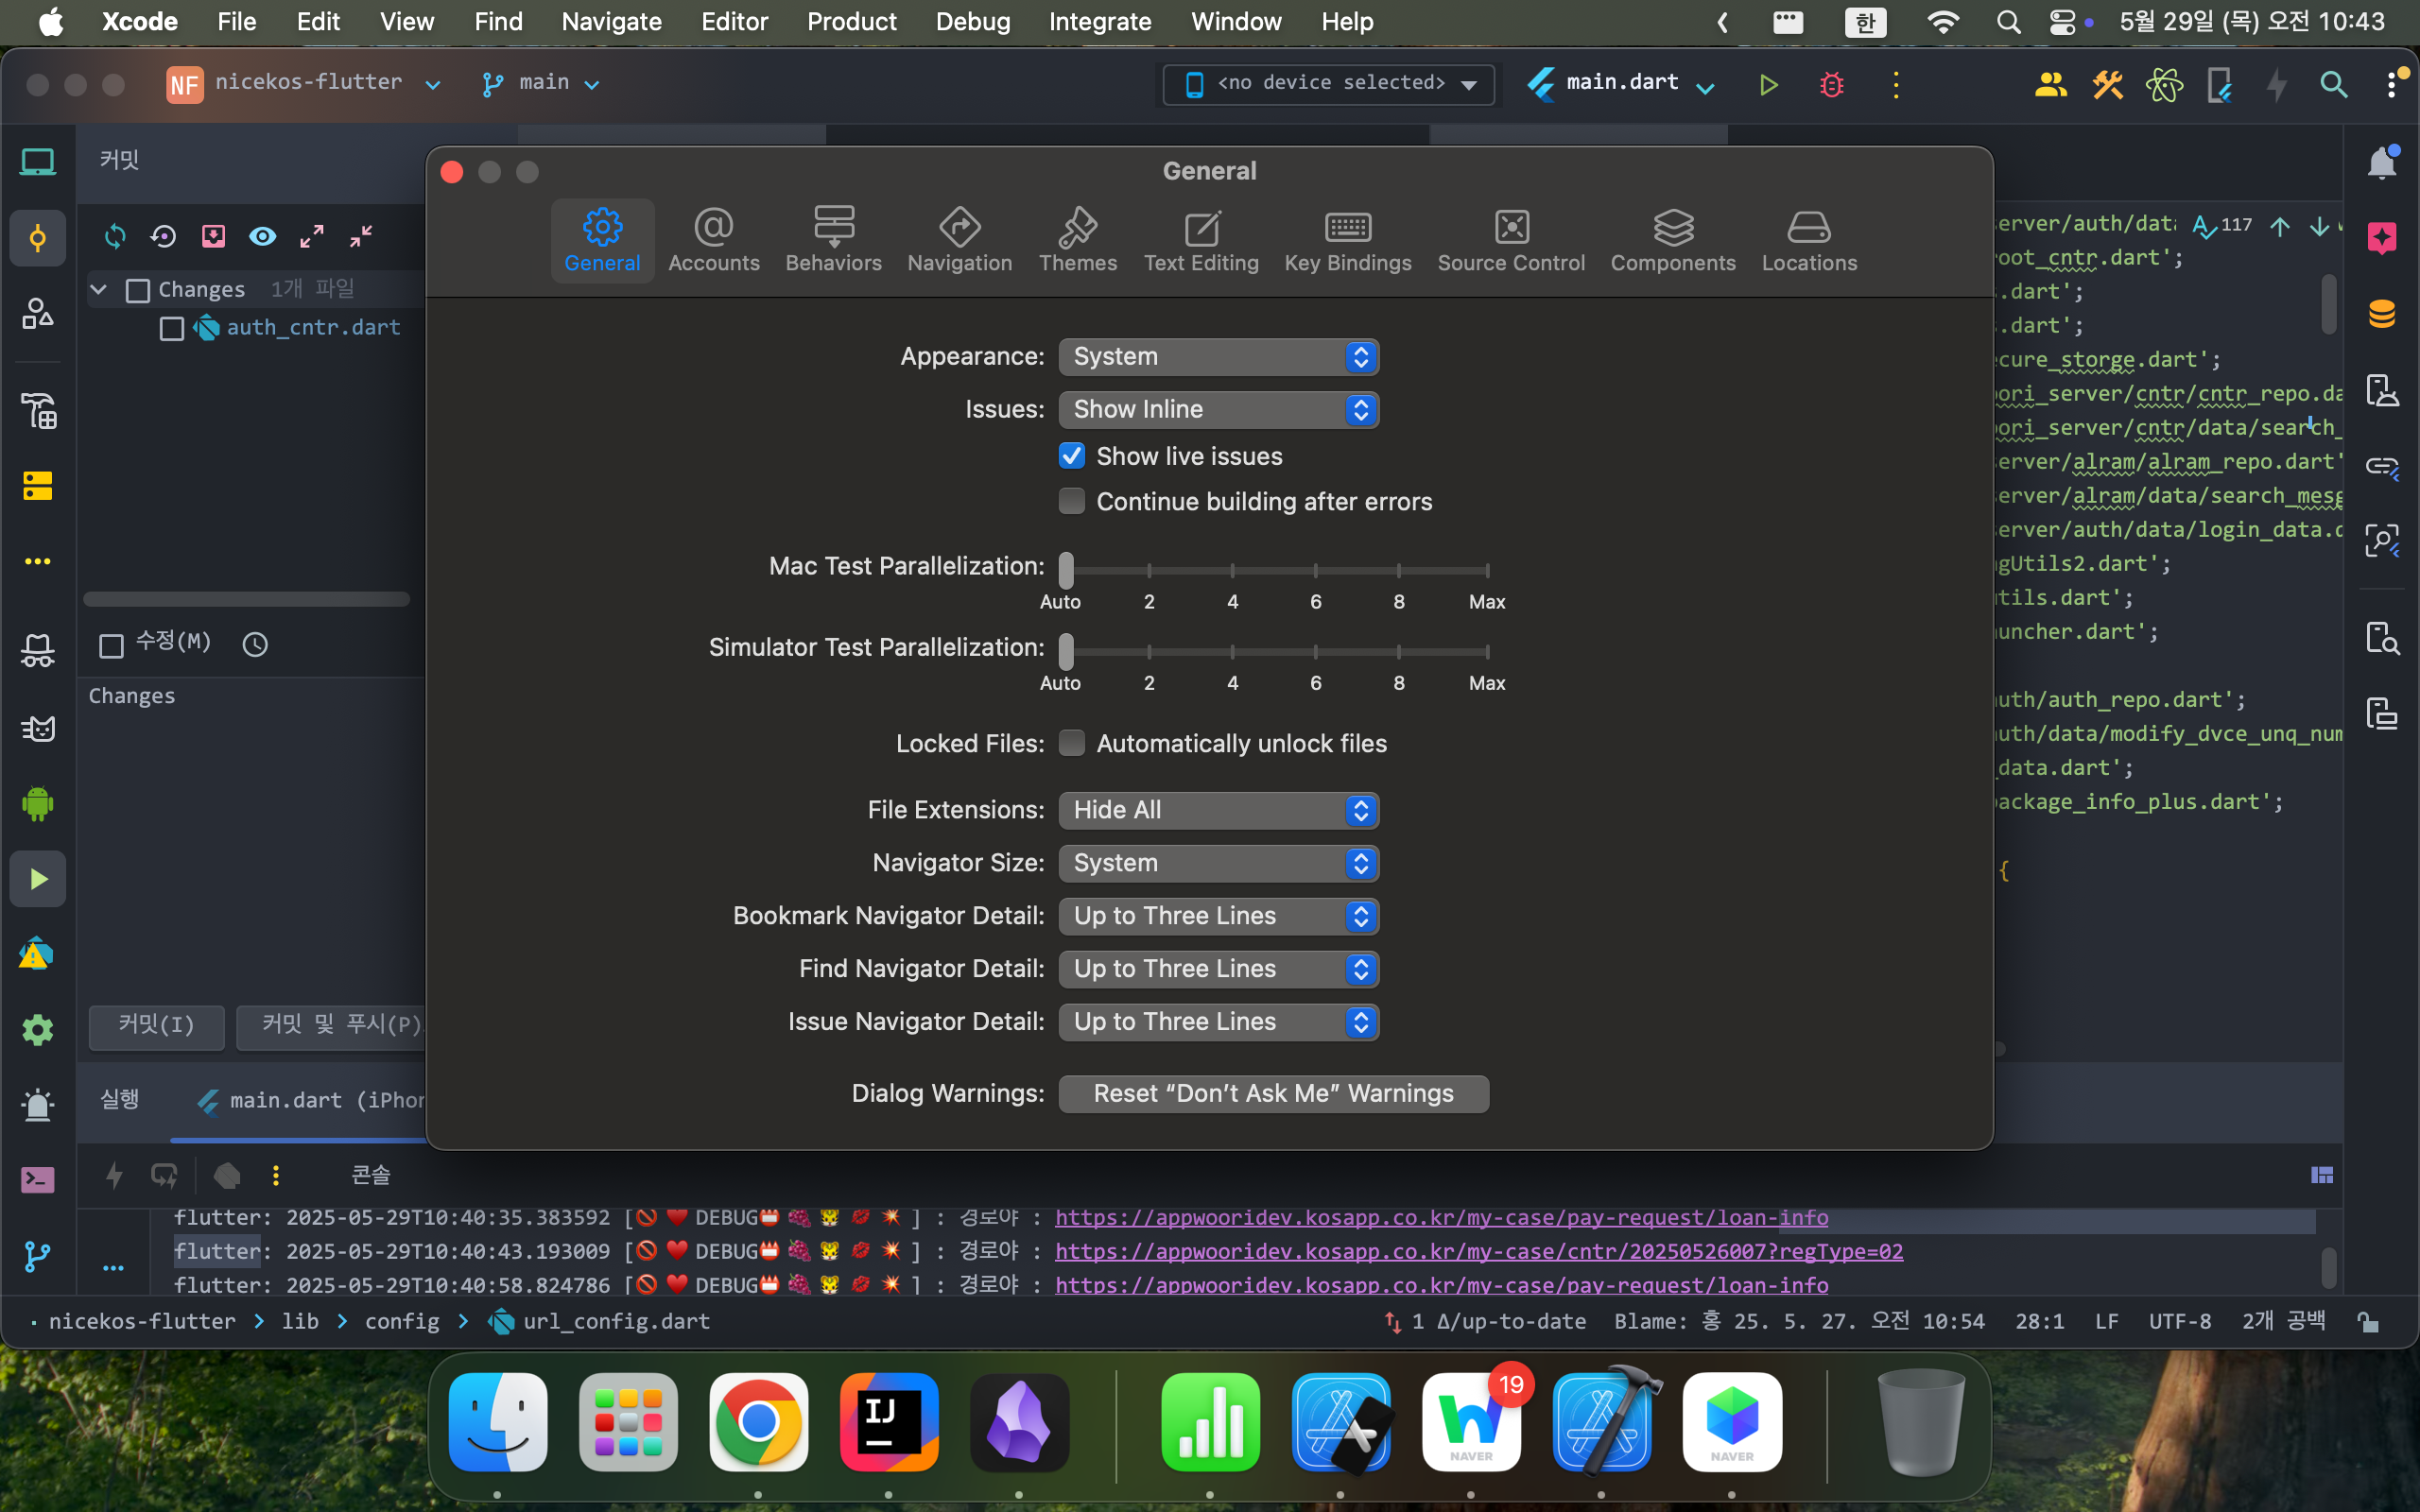 Xcode File Edit View Find Navigate Editor Product Debug Integrate Window Help 한 5월 29일 (목) 오전 10:43
NF nicekos-flutter main <no device selected> main.dart
커밋
General
General Accounts Behaviors Navigation Themes Text Editing Key Bindings Source Control Components Locations
Changes 1개 파일
auth_cntr.dart
수정(M)
Changes
커밋(I) 커밋 및 푸시(P)
Appearance: System
Issues: Show Inline
Show live issues
Continue building after errors
Mac Test Parallelization:
Auto 2 4 6 8 Max
Simulator Test Parallelization:
Auto 2 4 6 8 Max
Locked Files: Automatically unlock files
File Extensions: Hide All
Navigator Size: System
Bookmark Navigator Detail: Up to Three Lines
Find Navigator Detail: Up to Three Lines
Issue Navigator Detail: Up to Three Lines
Dialog Warnings: Reset “Don’t Ask Me” Warnings
erver/auth/dat 117
oot_cntr.dart';
.dart';
.dart';
cure_storge.dart';
ori_server/cntr/cntr_repo.da
ori_server/cntr/data/search_
erver/alram/alram_repo.dart'
erver/alram/data/search_mesg
erver/auth/data/login_data.d
gUtils2.dart';
tils.dart';
uncher.dart';
uth/auth_repo.dart';
uth/data/modify_dvce_unq_num
_data.dart';
ackage_info_plus.dart';
{
실행 main.dart (iPhon
콘솔
flutter: 2025-05-29T10:40:35.383592 [🚫 ♥️ DEBUG📛 🍇 🐯 💋 💥 ] : 경로야 : https://appwooridev.kosapp.co.kr/my-case/pay-request/loan-info
flutter: 2025-05-29T10:40:43.193009 [🚫 ♥️ DEBUG📛 🍇 🐯 💋 💥 ] : 경로야 : https://appwooridev.kosapp.co.kr/my-case/cntr/20250526007?regType=02
flutter: 2025-05-29T10:40:58.824786 [🚫 ♥️ DEBUG📛 🍇 🐯 💋 💥 ] : 경로야 : https://appwooridev.kosapp.co.kr/my-case/pay-request/loan-info
nicekos-flutter > lib > config > url_config.dart 1 ∆/up-to-date Blame: 홍 25. 5. 27. 오전 10:54 28:1 LF UTF-8 2개 공백
IJ
19
NAVER
NAVER